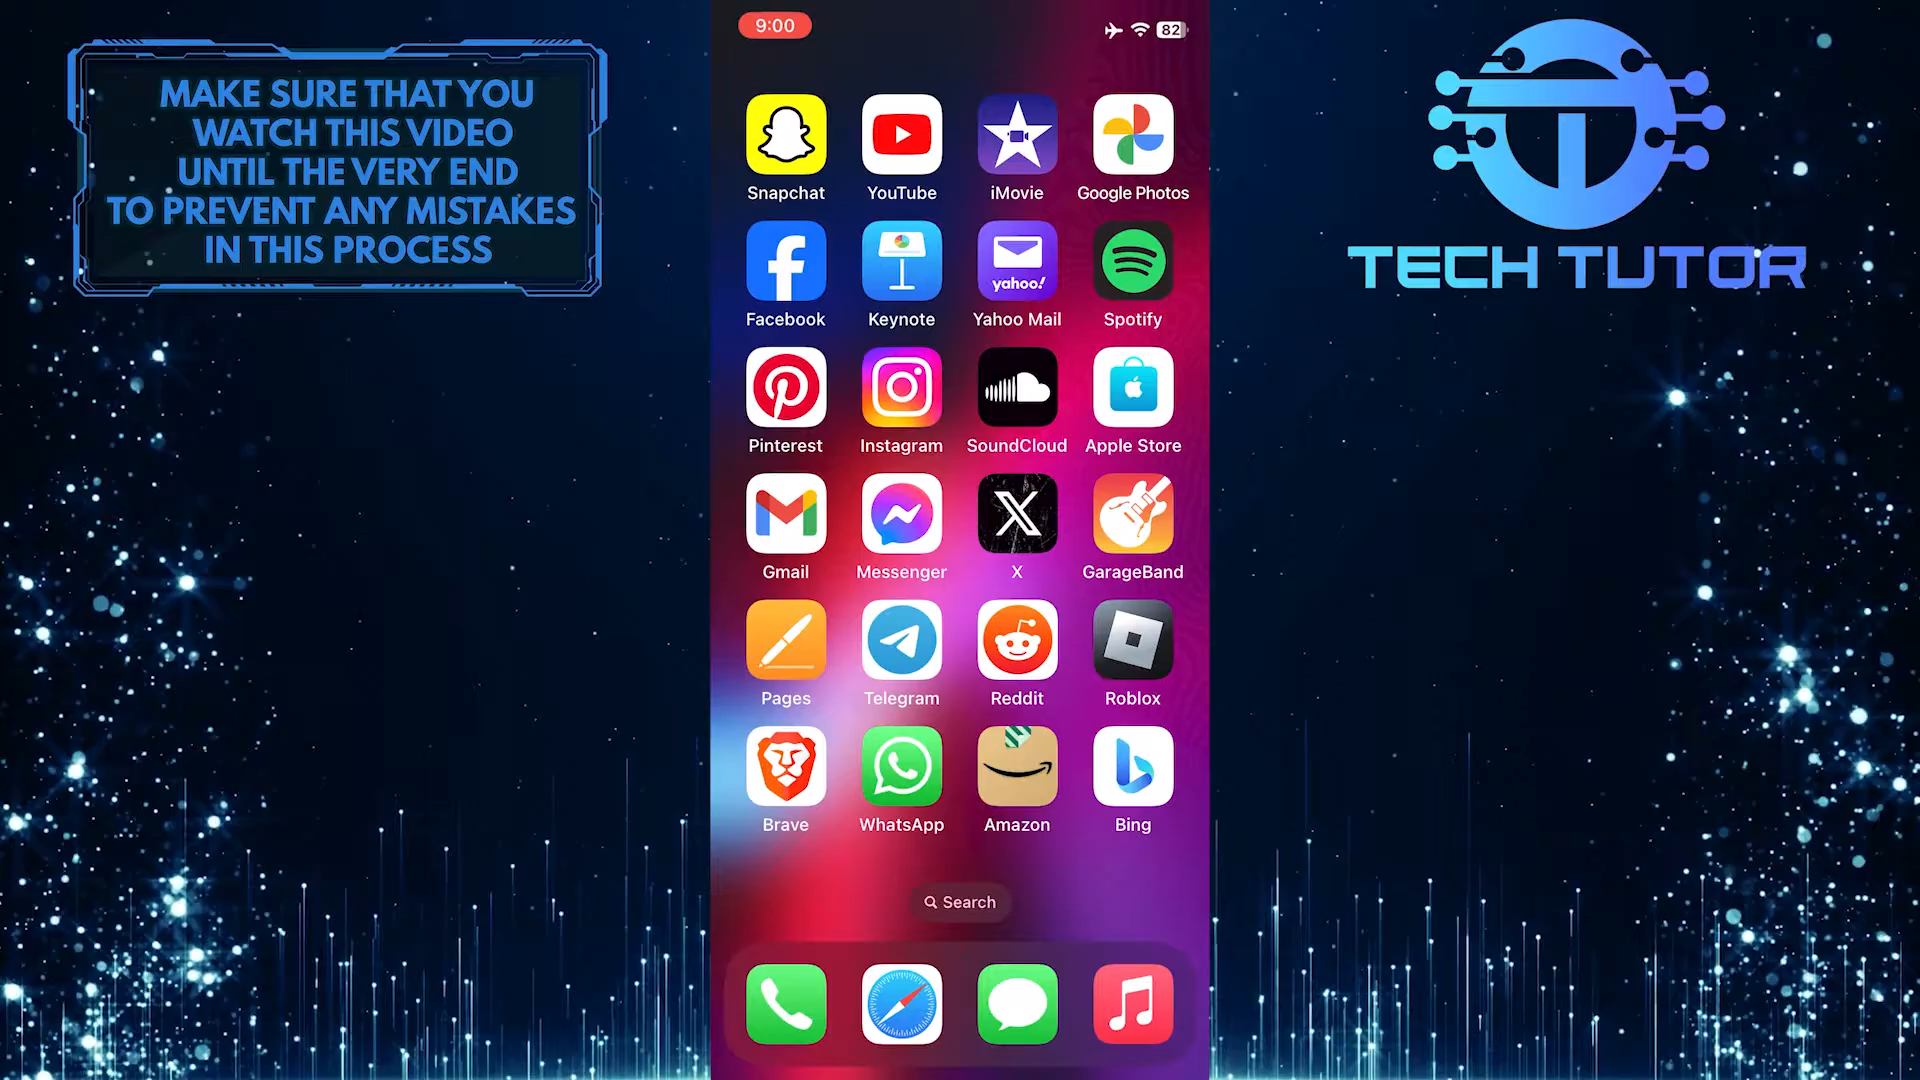 MAKE SURE THAT YOU
WATCH THIS VIDEO
UNTIL THE VERY END
TO PREVENT ANY MISTAKES
IN THIS PROCESS
9:00
82
Snapchat
YouTube
iMovie
Google Photos
yahoo!
Facebook
Keynote
Yahoo Mail
Spotify
Pinterest
Instagram
SoundCloud
Apple Store
Gmail
Messenger
X
GarageBand
Pages
Telegram
Reddit
Roblox
Brave
WhatsApp
Amazon
Bing
Search
TECH TUTOR